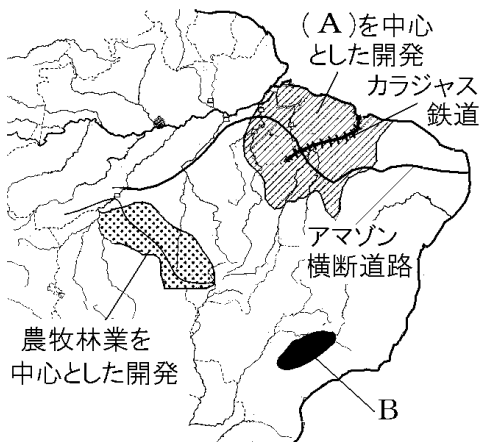 (A)を中心
とした開発
カラジャス
鉄道
アマゾン
横断道路
農牧林業を
中心とした開発
B